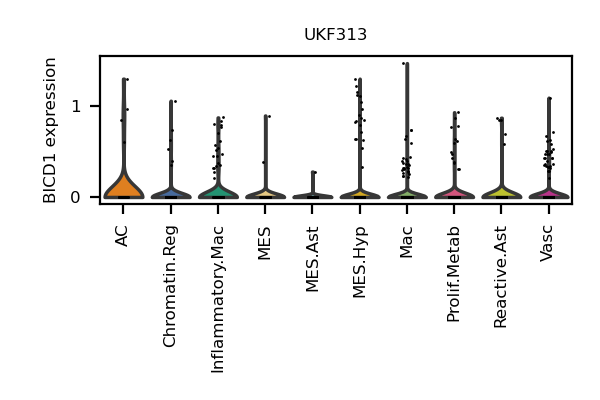 UKF313
BICD1 expression
1
0
AC
Chromatin.Reg
Inflammatory.Mac
MES
MES.Ast
MES.Hyp
Mac
Prolif.Metab
Reactive.Ast
Vasc